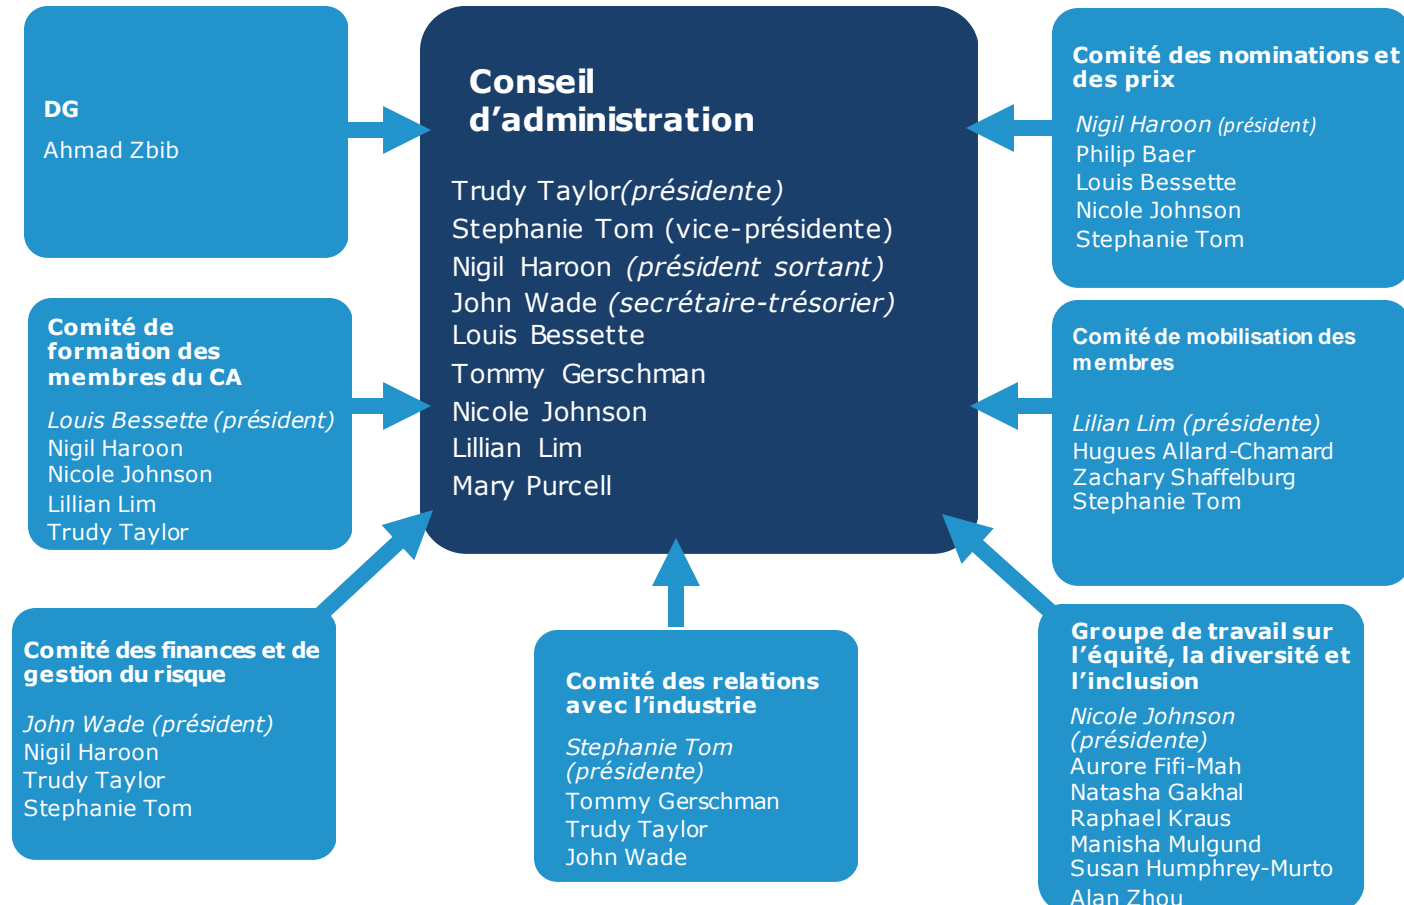 DG
Ahmad Zbib
Conseil
d’administration
Trudy Taylor(présidente)
Stephanie Tom (vice-présidente)
Nigil Haroon (président sortant)
John Wade (secrétaire-trésorier)
Louis Bessette
Tommy Gerschman
Nicole Johnson
Lillian Lim
Mary Purcell
Comité des nominations et
des prix
Nigil Haroon (président)
Philip Baer
Louis Bessette
Nicole Johnson
Stephanie Tom
Comité de
formation des
membres du CA
Louis Bessette (président)
Nigil Haroon
Nicole Johnson
Lillian Lim
Trudy Taylor
Comité de mobilisation des
membres
Lilian Lim (présidente)
Hugues Allard-Chamard
Zachary Shaffelburg
Stephanie Tom
Comité des finances et de
gestion du risque
John Wade (président)
Nigil Haroon
Trudy Taylor
Stephanie Tom
Comité des relations
avec l’industrie
Stephanie Tom
(présidente)
Tommy Gerschman
Trudy Taylor
John Wade
Groupe de travail sur
l’équité, la diversité et
l’inclusion
Nicole Johnson
(présidente)
Aurore Fifi-Mah
Natasha Gakhal
Raphael Kraus
Manisha Mulgund
Susan Humphrey-Murto
Alan Zhou